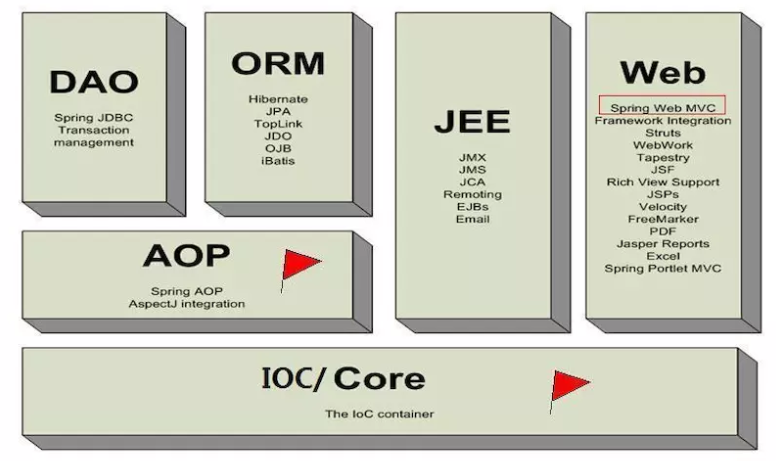 DAO
Spring JDBC
Transaction
management
ORM
Hibernate
JPA
TopLink
JDO
OJB
iBatis
JEE
JMX
JMS
JCA
Remoting
EJBs
Email
Web
Spring Web MVC
Framework Integration
Struts
WebWork
Tapestry
JSF
Rich View Support
JSPs
Velocity
FreeMarker
PDF
Jasper Reports
Excel
Spring Portlet MVC
AOP
Spring AOP
AspectJ integration
IOC/ Core
The IoC container